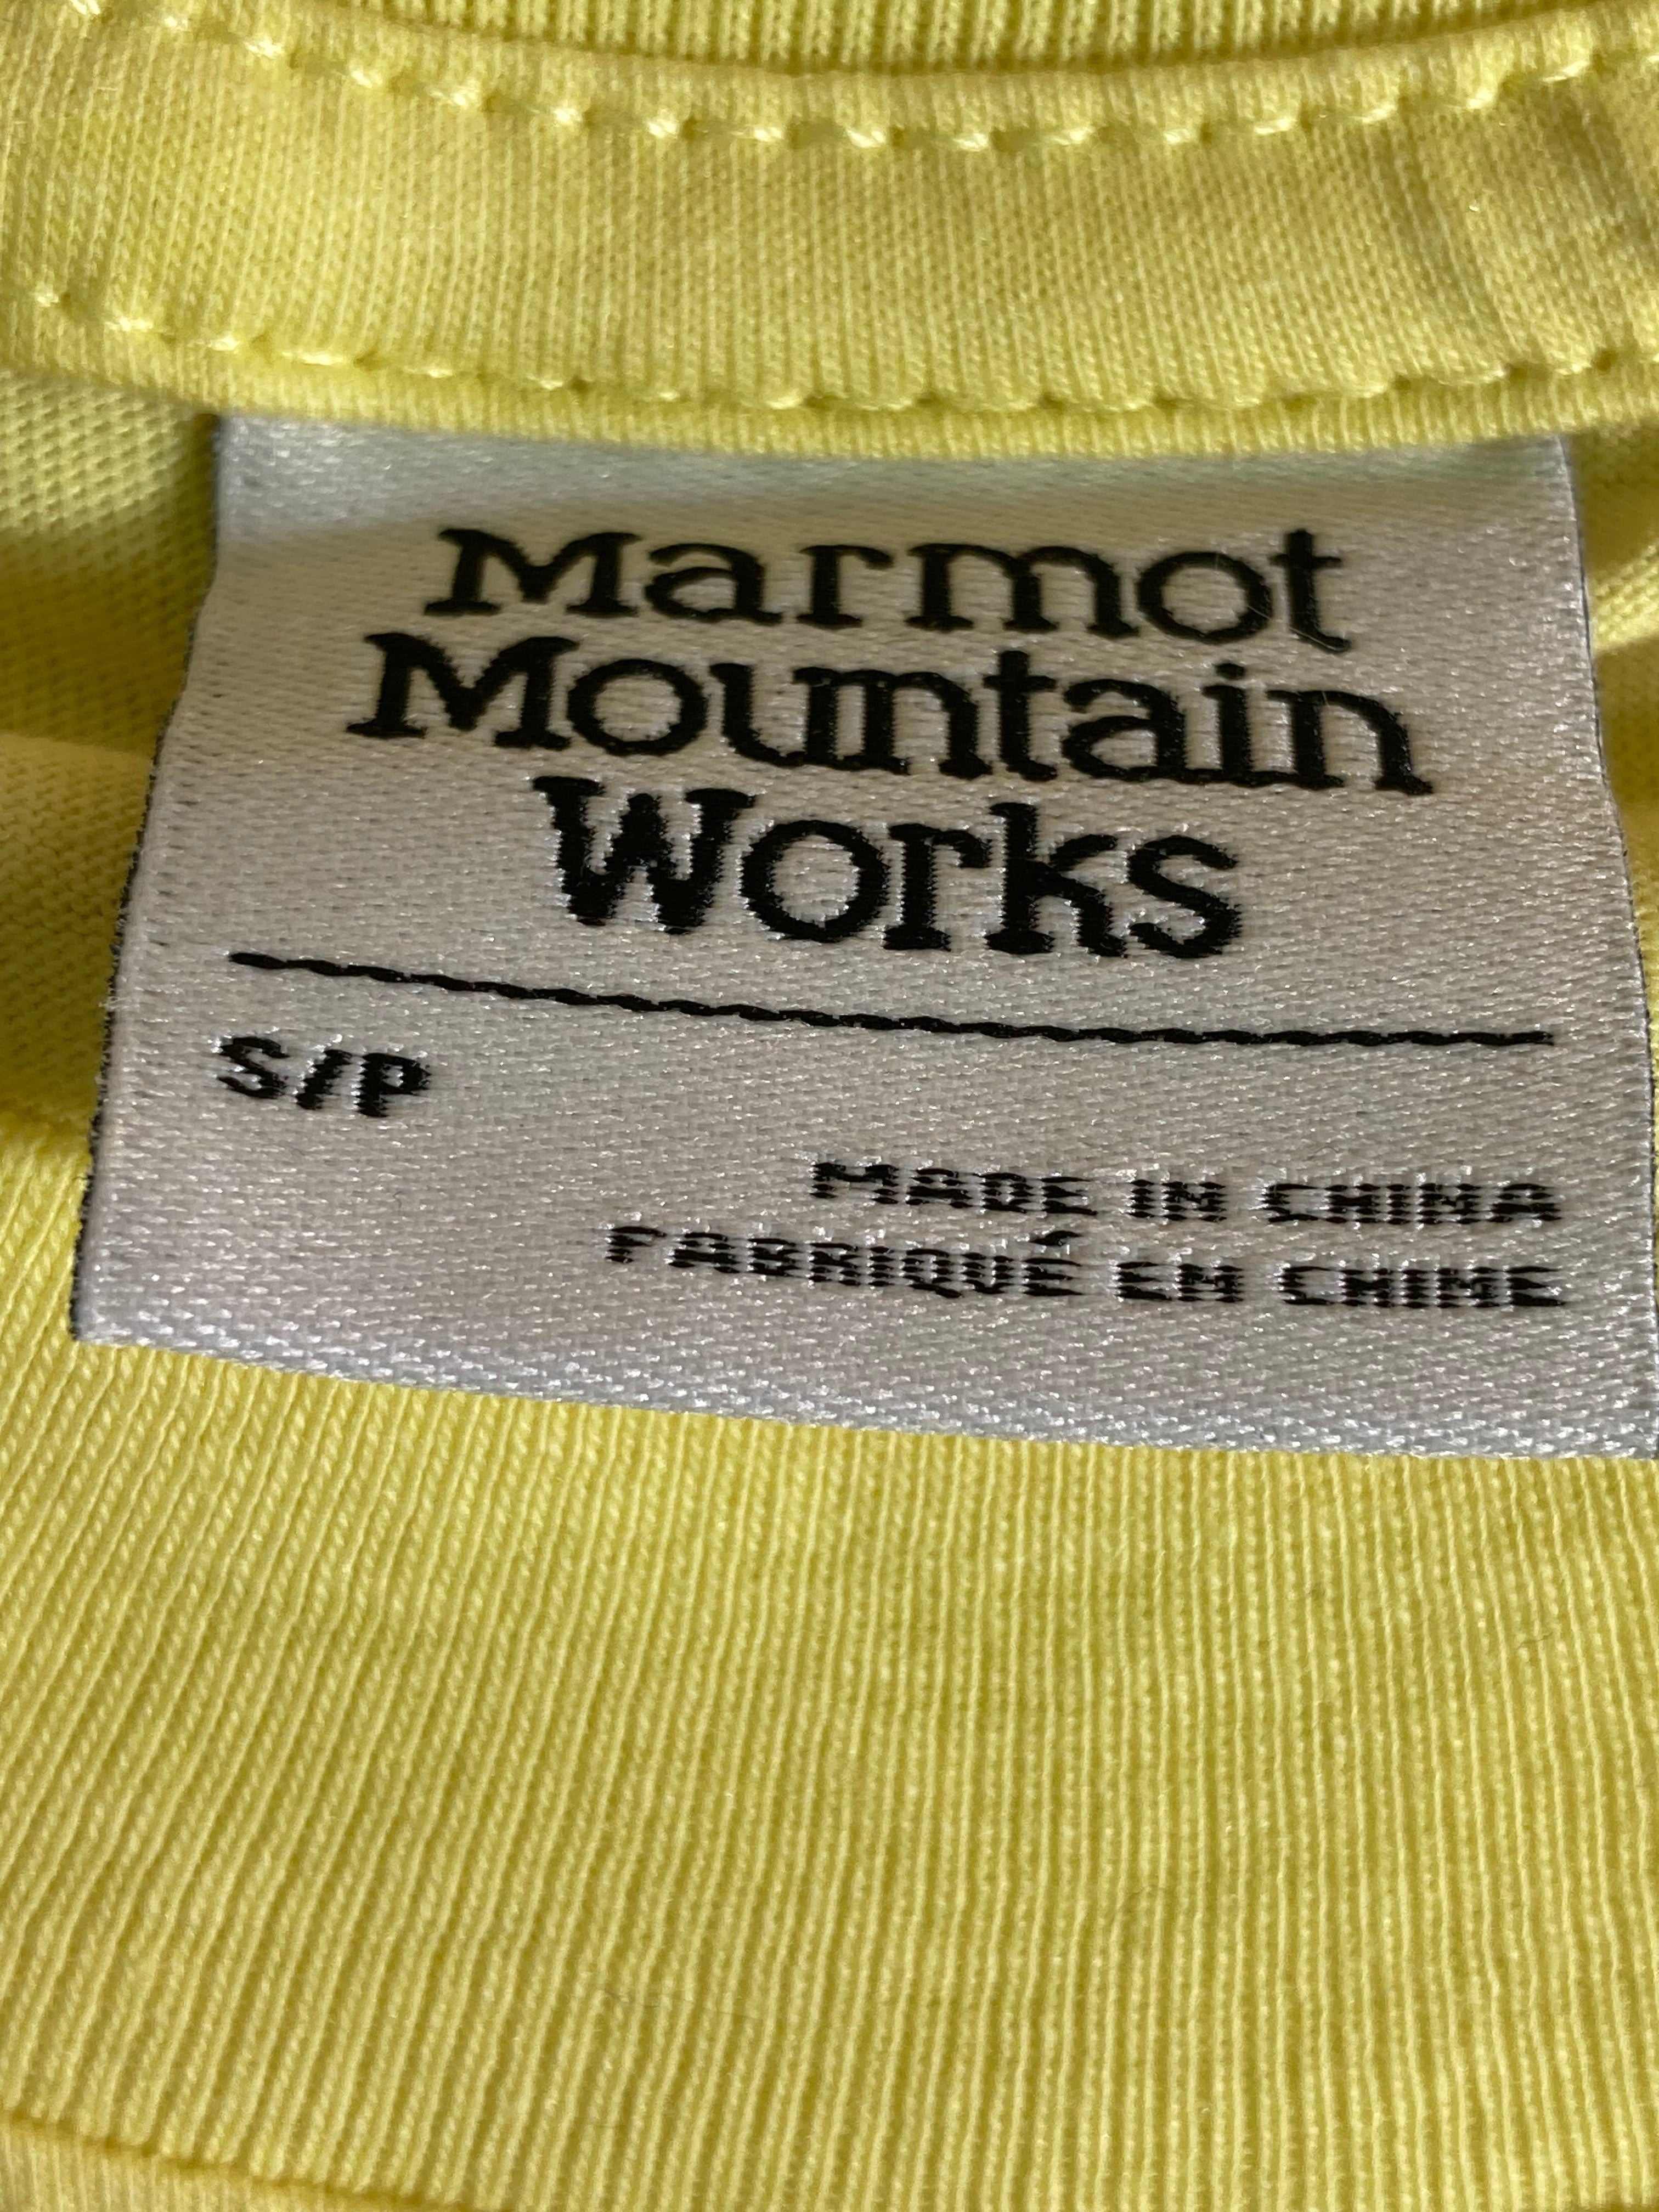 Marmot
Mountain
Works
S/P
MADE IN CHINA
FABRIQUÉ EN CHINE